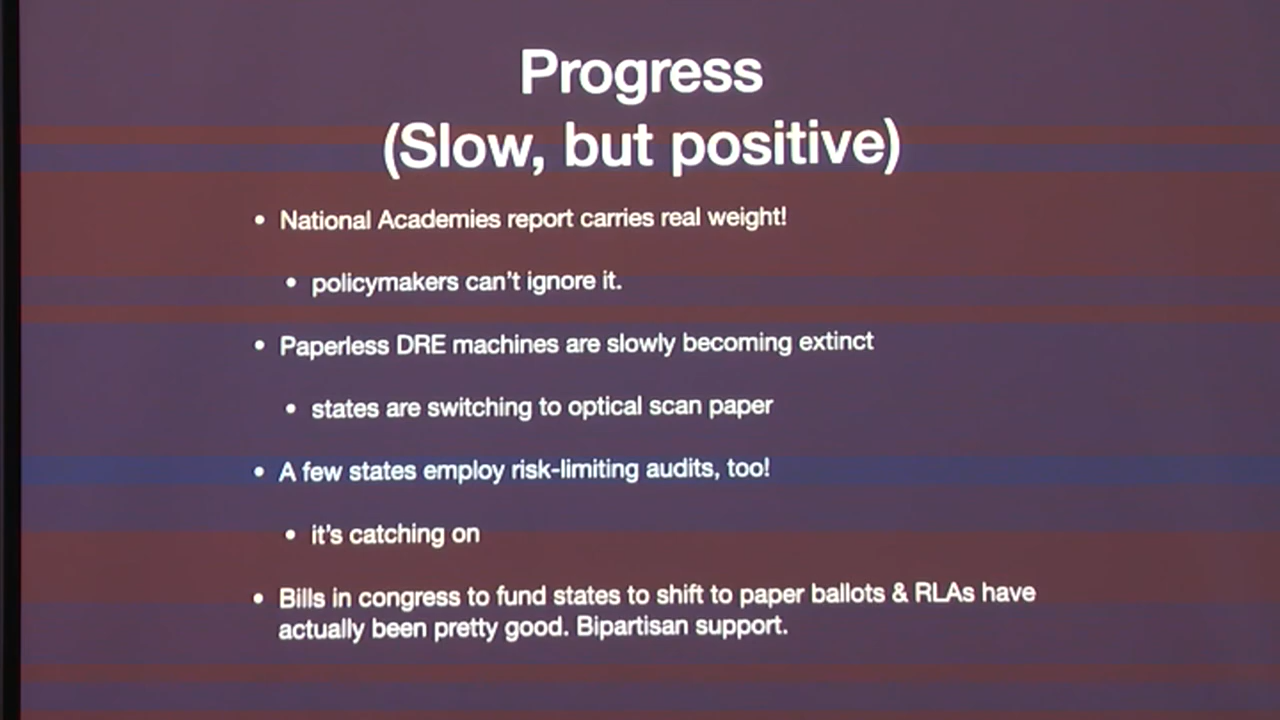 Progress
(Slow, but positive)
• National Academies report carries real weight!
• policymakers can't ignore it.
• Paperless DRE machines are slowly becoming extinct
• states are switching to optical scan paper
• A few states employ risk-limiting audits, too!
• it's catching on
• Bills in congress to fund states to shift to paper ballots & RLAs have
actually been pretty good. Bipartisan support.